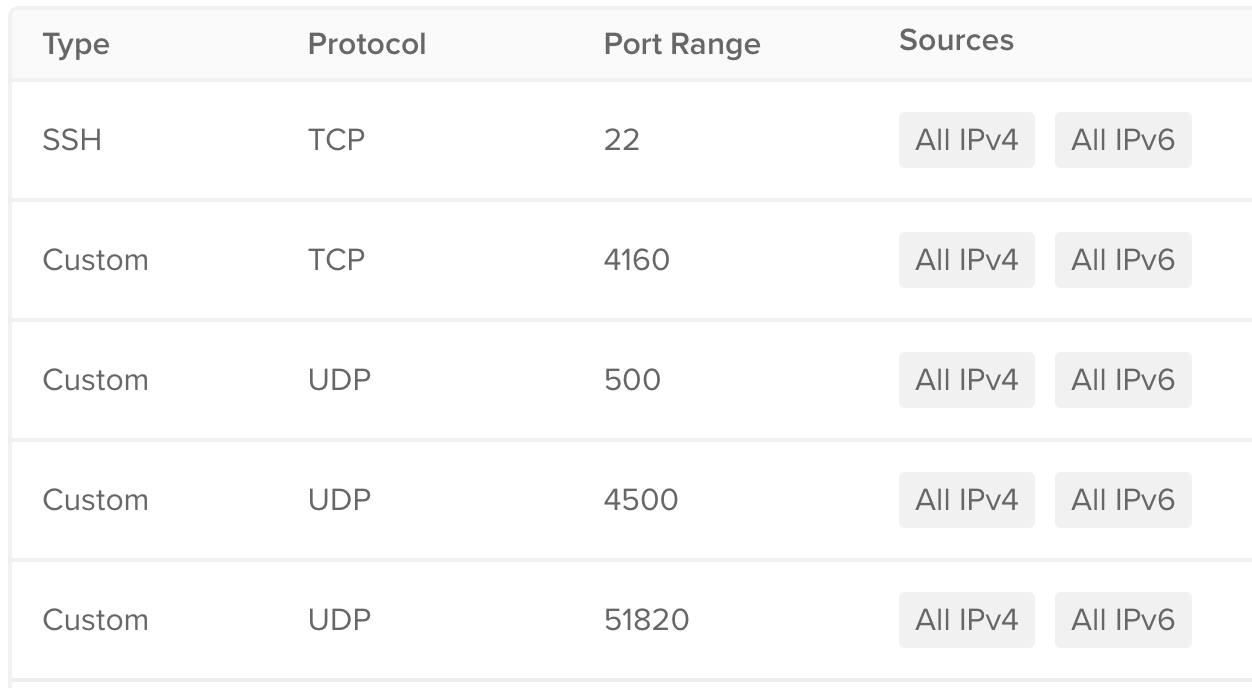 Type Protocol Port Range Sources
SSH TCP 22 All IPv4 All IPv6
Custom TCP 4160 All IPv4 All IPv6
Custom UDP 500 All IPv4 All IPv6
Custom UDP 4500 All IPv4 All IPv6
Custom UDP 51820 All IPv4 All IPv6